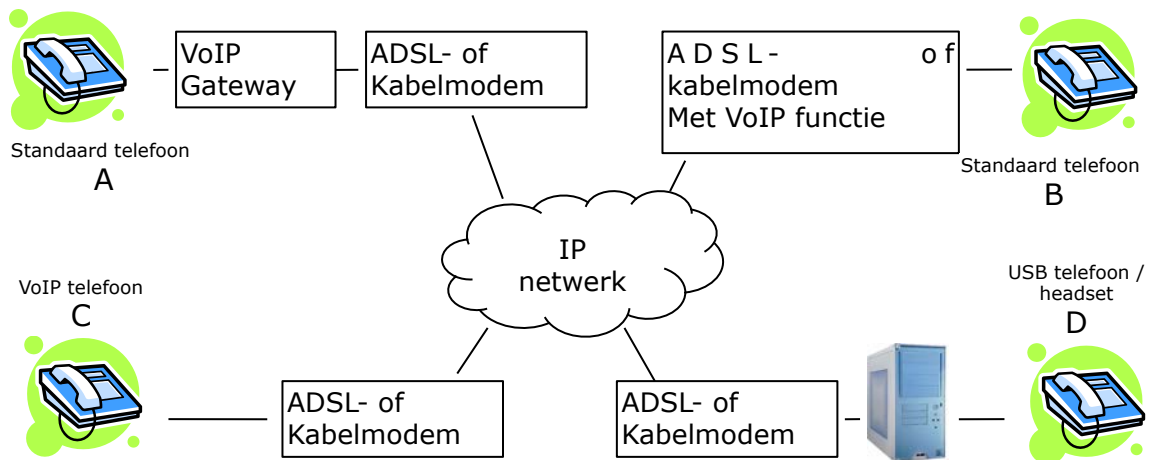 VoIP
Gateway
ADSL- of
Kabelmodem
A D S L - o f
kabelmodem
Met VoIP functie
Standaard telefoon
A
Standaard telefoon
B
IP
netwerk
VoIP telefoon
C
USB telefoon /
headset
D
ADSL- of
Kabelmodem
ADSL- of
Kabelmodem